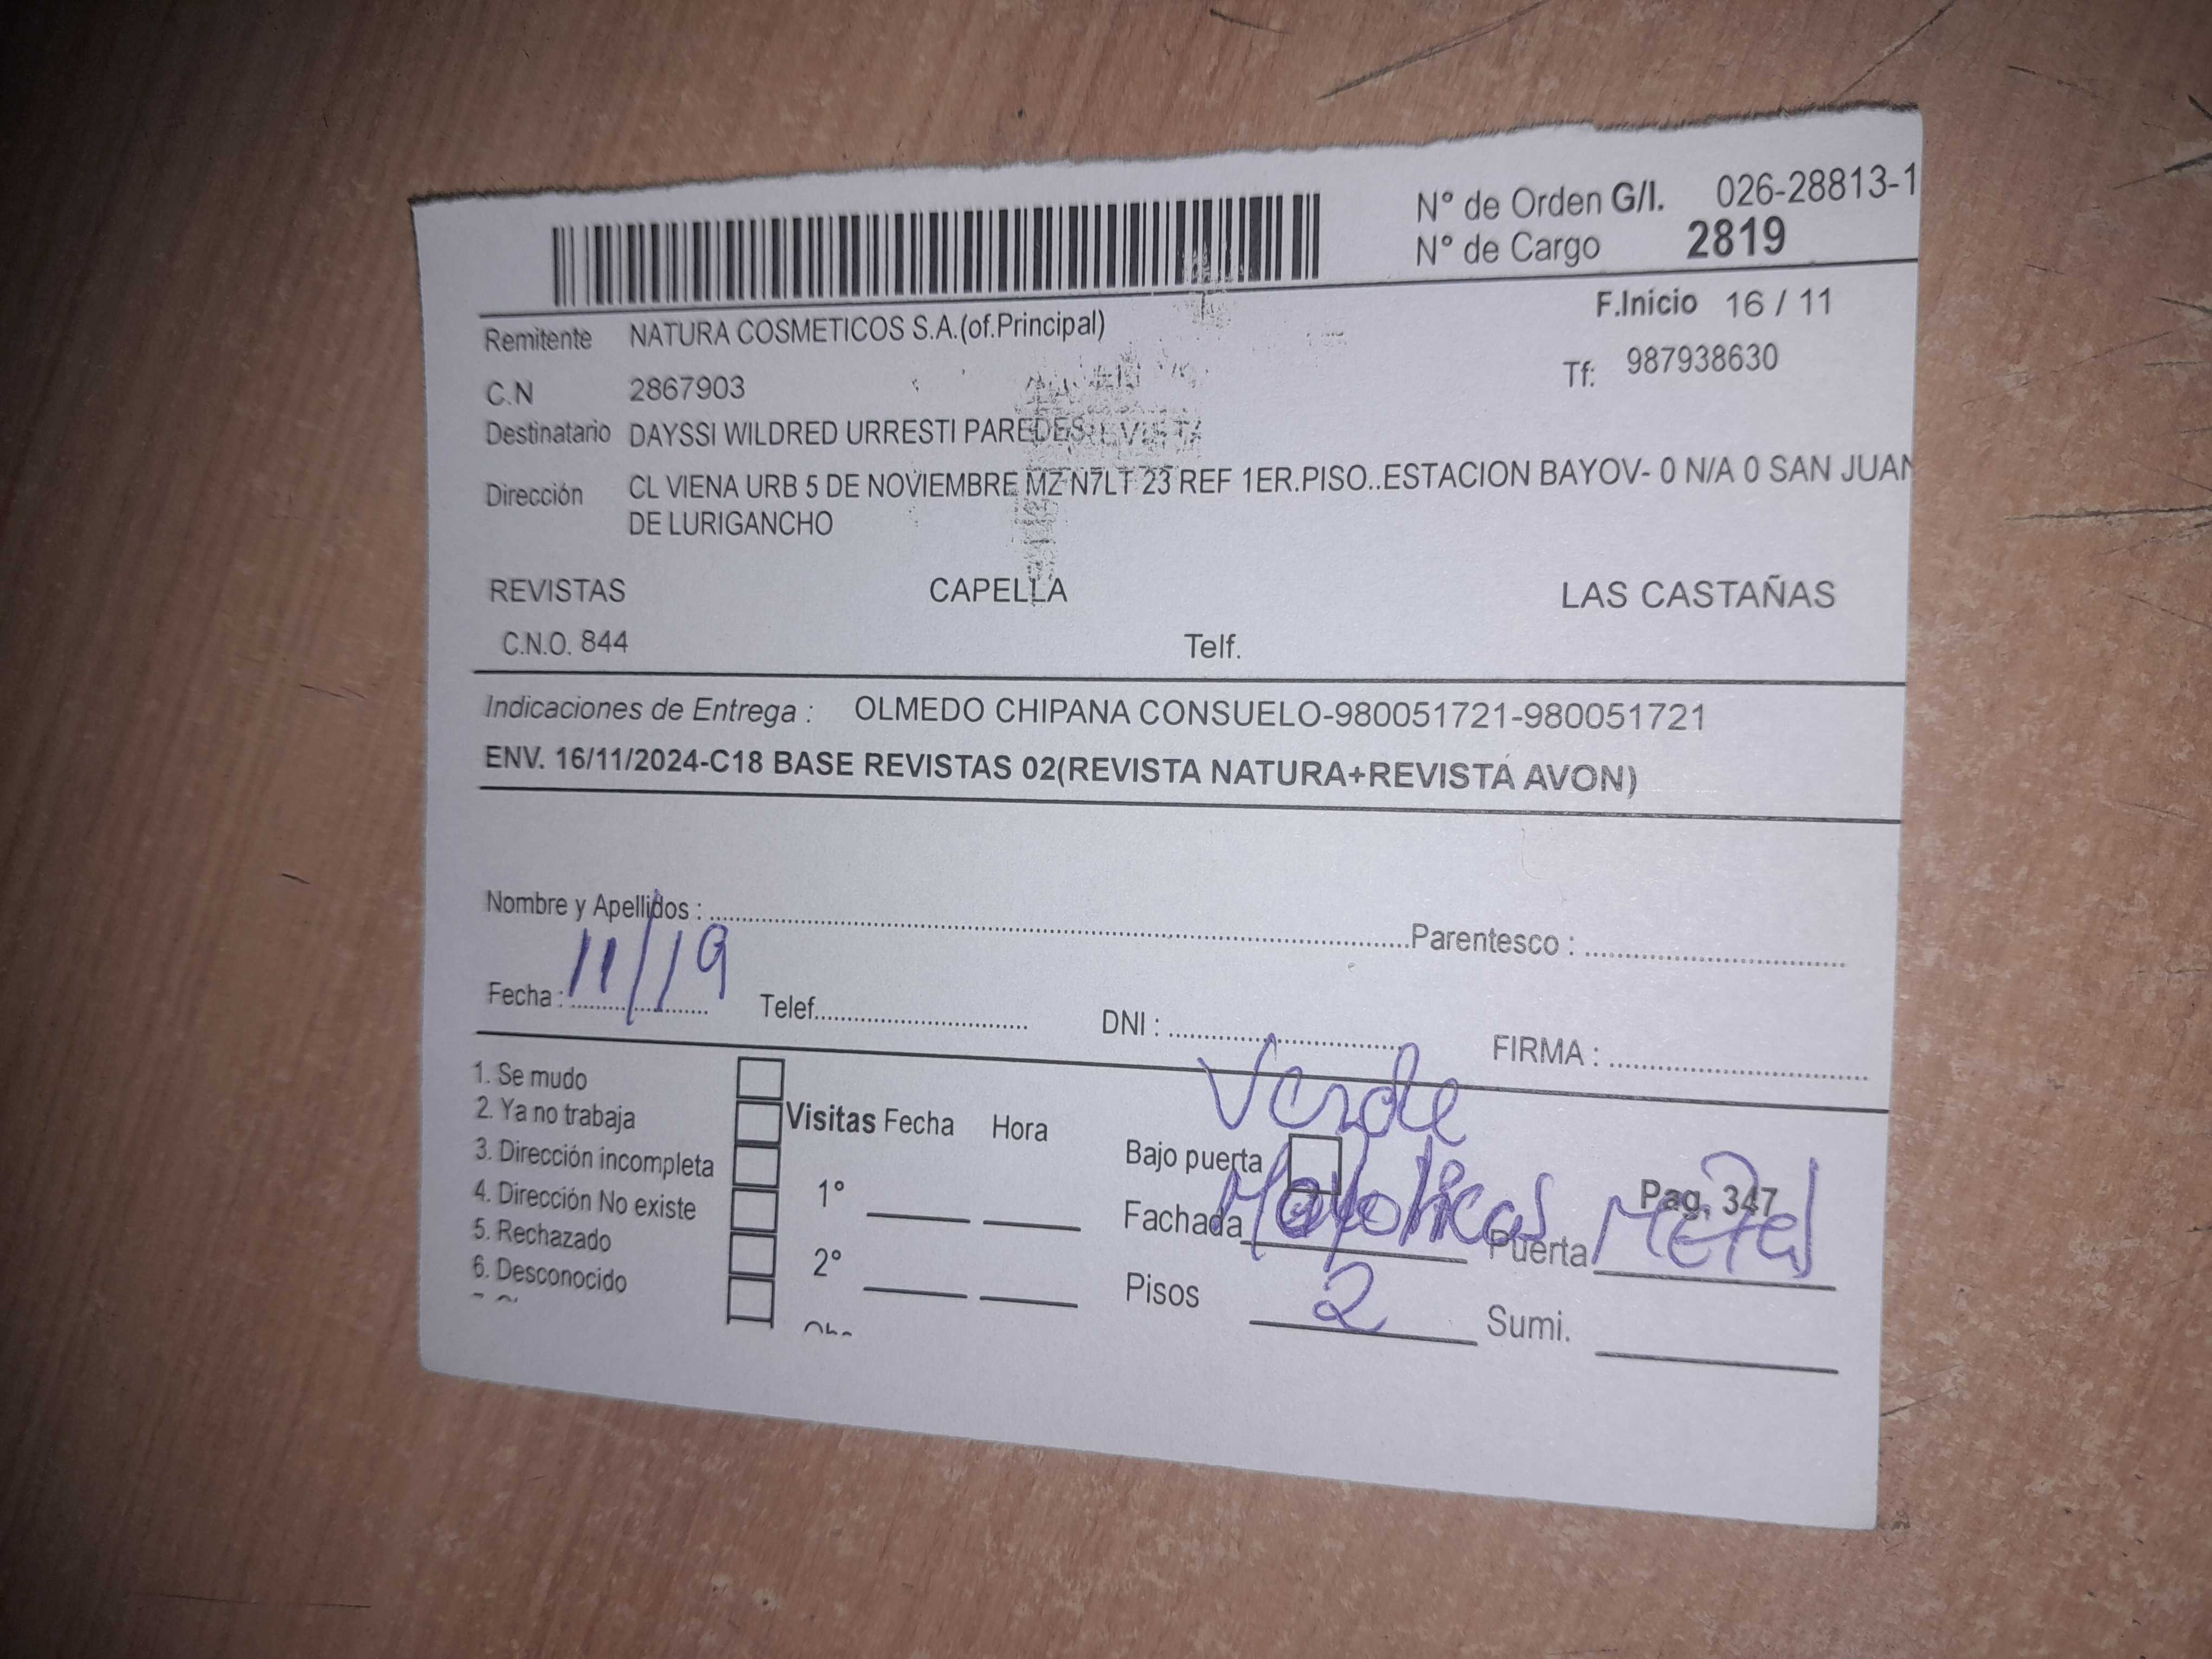 N° de Orden G/I. 026-28813-1
N° de Cargo 2819
F.Inicio 16 / 11
Remitente NATURA COSMETICOS S.A.(of.Principal)
Tf: 987938630
C.N 2867903
Destinatario DAYSSI WILDRED URRESTI PAREDES
Dirección CL VIENA URB 5 DE NOVIEMBRE MZ N7LT 23 REF 1ER.PISO..ESTACION BAYOV- 0 N/A 0 SAN JUAN
DE LURIGANCHO
REVISTAS CAPELLA LAS CASTAÑAS
C.N.O. 844 Telf.
Indicaciones de Entrega : OLMEDO CHIPANA CONSUELO-980051721-980051721
ENV. 16/11/2024-C18 BASE REVISTAS 02(REVISTA NATURA+REVISTA AVON)
Nombre y Apellidos : Parentesco :
Fecha : 11/19 Telef. DNI : FIRMA :
Verde
1. Se mudo
2. Ya no trabaja
3. Dirección incompleta
4. Dirección No existe
5. Rechazado
6. Desconocido
Visitas Fecha Hora
1°
2°
Bajo puerta
Pag. 347
Fachada Mayolicas Puerta Metal
Pisos 2 Sumi.